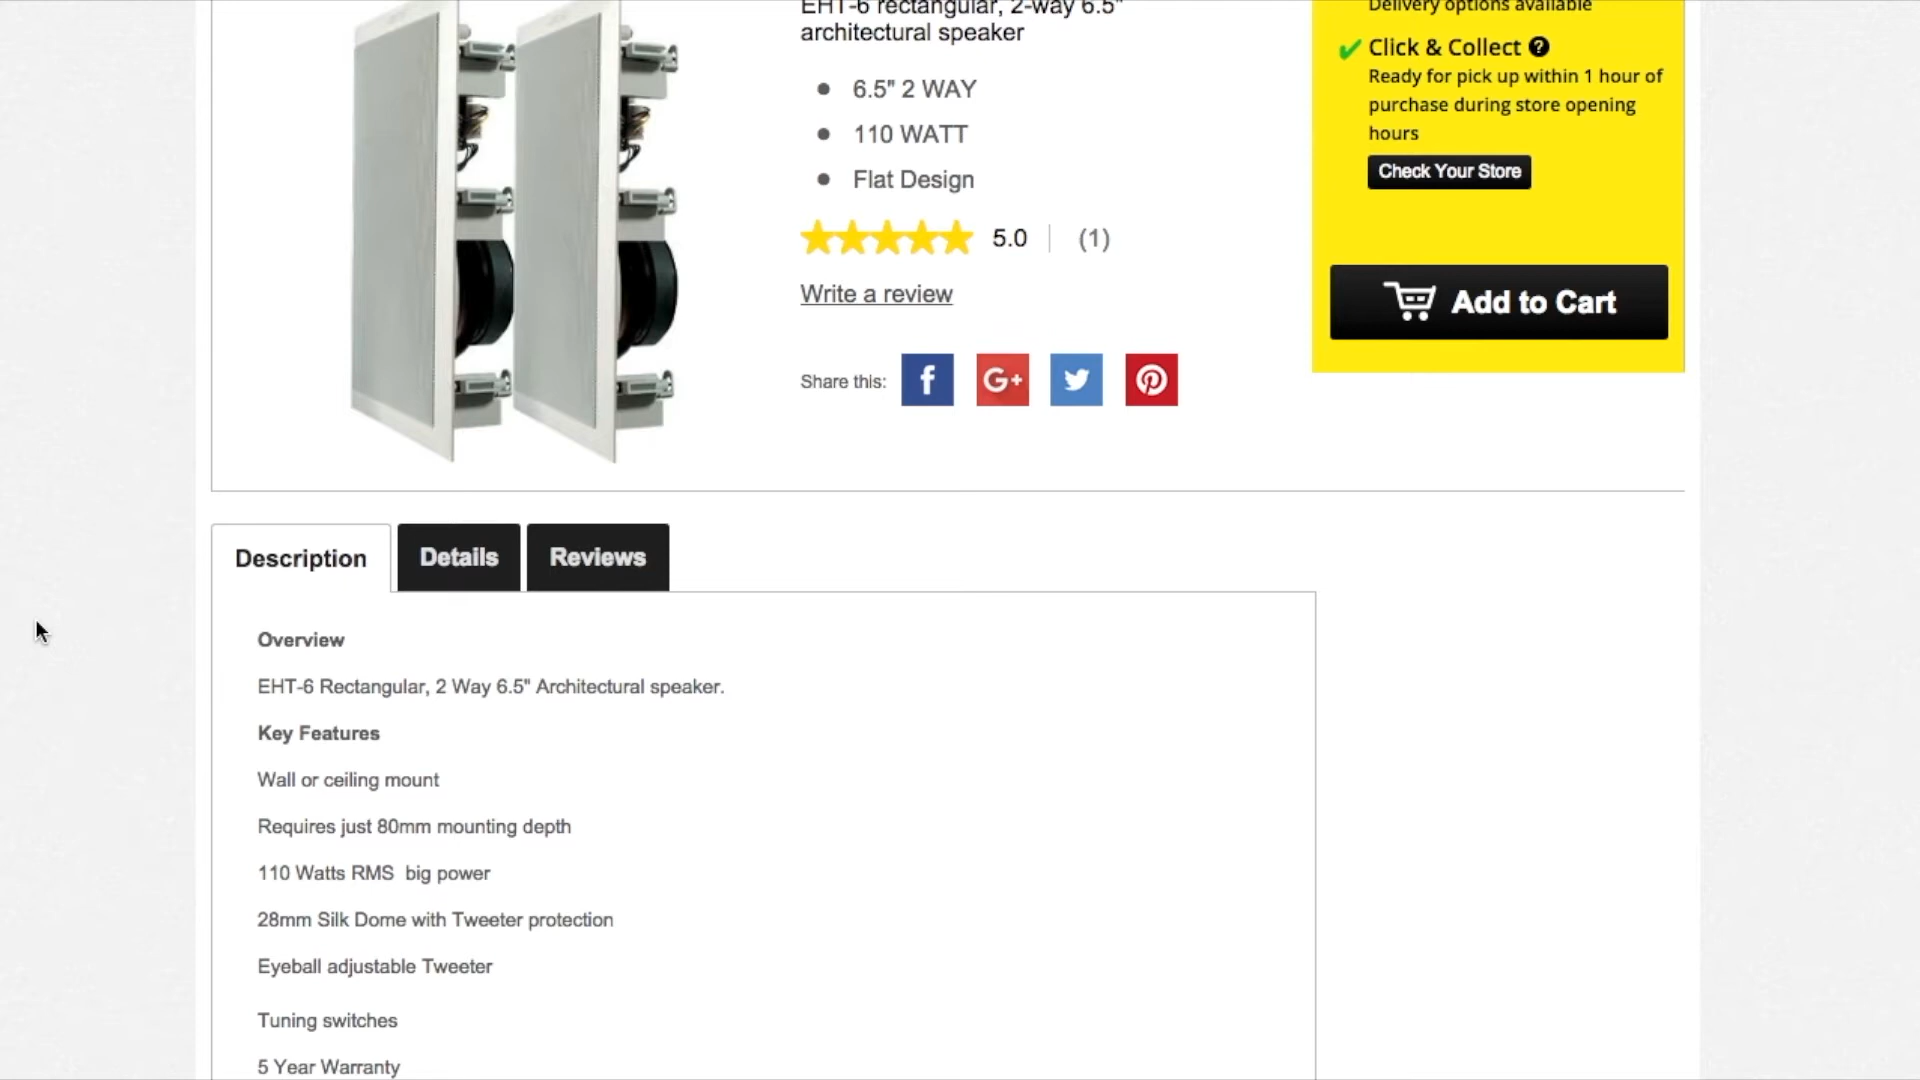 EHT-6 rectangular, 2-way 6.5"
architectural speaker
6.5" 2 WAY
110 WATT
Flat Design
5.0 (1)
Write a review
Share this:
Delivery options available
Click & Collect
Ready for pick up within 1 hour of
purchase during store opening
hours
Check Your Store
Add to Cart
Description Details Reviews
Overview
EHT-6 Rectangular, 2 Way 6.5" Architectural speaker.
Key Features
Wall or ceiling mount
Requires just 80mm mounting depth
110 Watts RMS  big power
28mm Silk Dome with Tweeter protection
Eyeball adjustable Tweeter
Tuning switches
5 Year Warranty